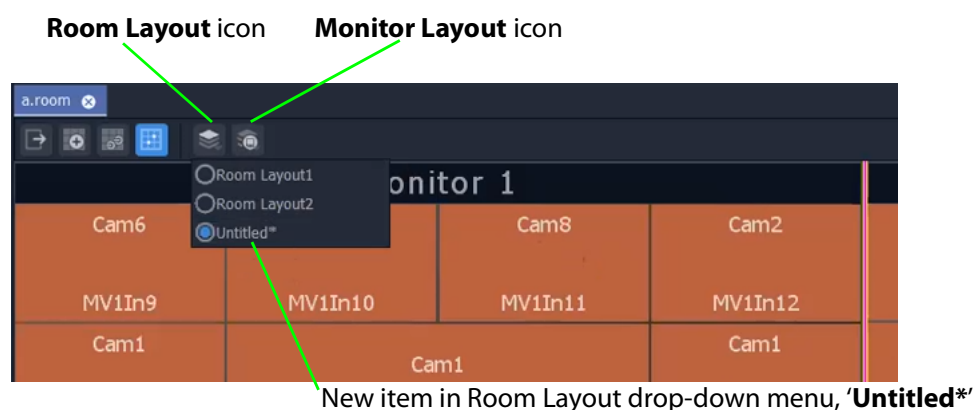 Room Layout icon Monitor Layout icon
a.room
Room Layout1
Room Layout2
Untitled*
onitor 1
Cam6 Cam8 Cam2
MV1In9 MV1In10 MV1In11 MV1In12
Cam1 Cam1 Cam1
New item in Room Layout drop-down menu, ‘Untitled*’